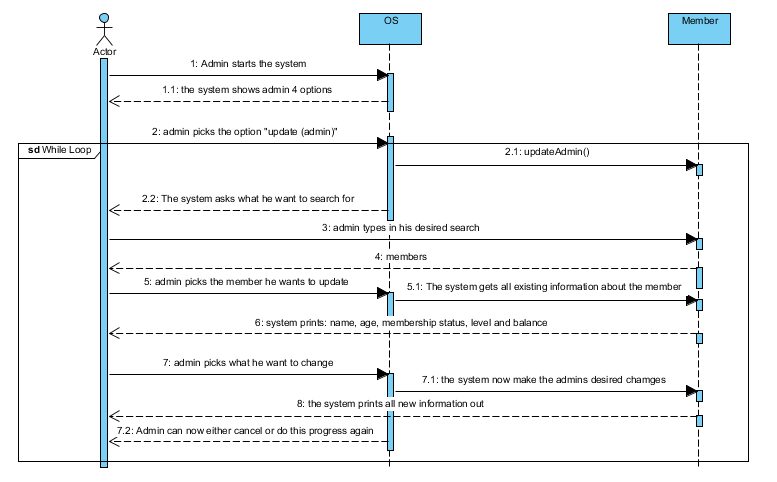 OS
Member
Actor
1: Admin starts the system
1.1: the system shows admin 4 options
2: admin picks the option "update (admin)"
sd While Loop
2.1: updateAdmin()
2.2: The system asks what he want to search for
3: admin types in his desired search
4: members
5: admin picks the member he wants to update
5.1: The system gets all existing information about the member
6: system prints: name, age, membership status, level and balance
7: admin picks what he want to change
7.1: the system now make the admins desired chamges
8: the system prints all new information out
7.2: Admin can now either cancel or do this progress again